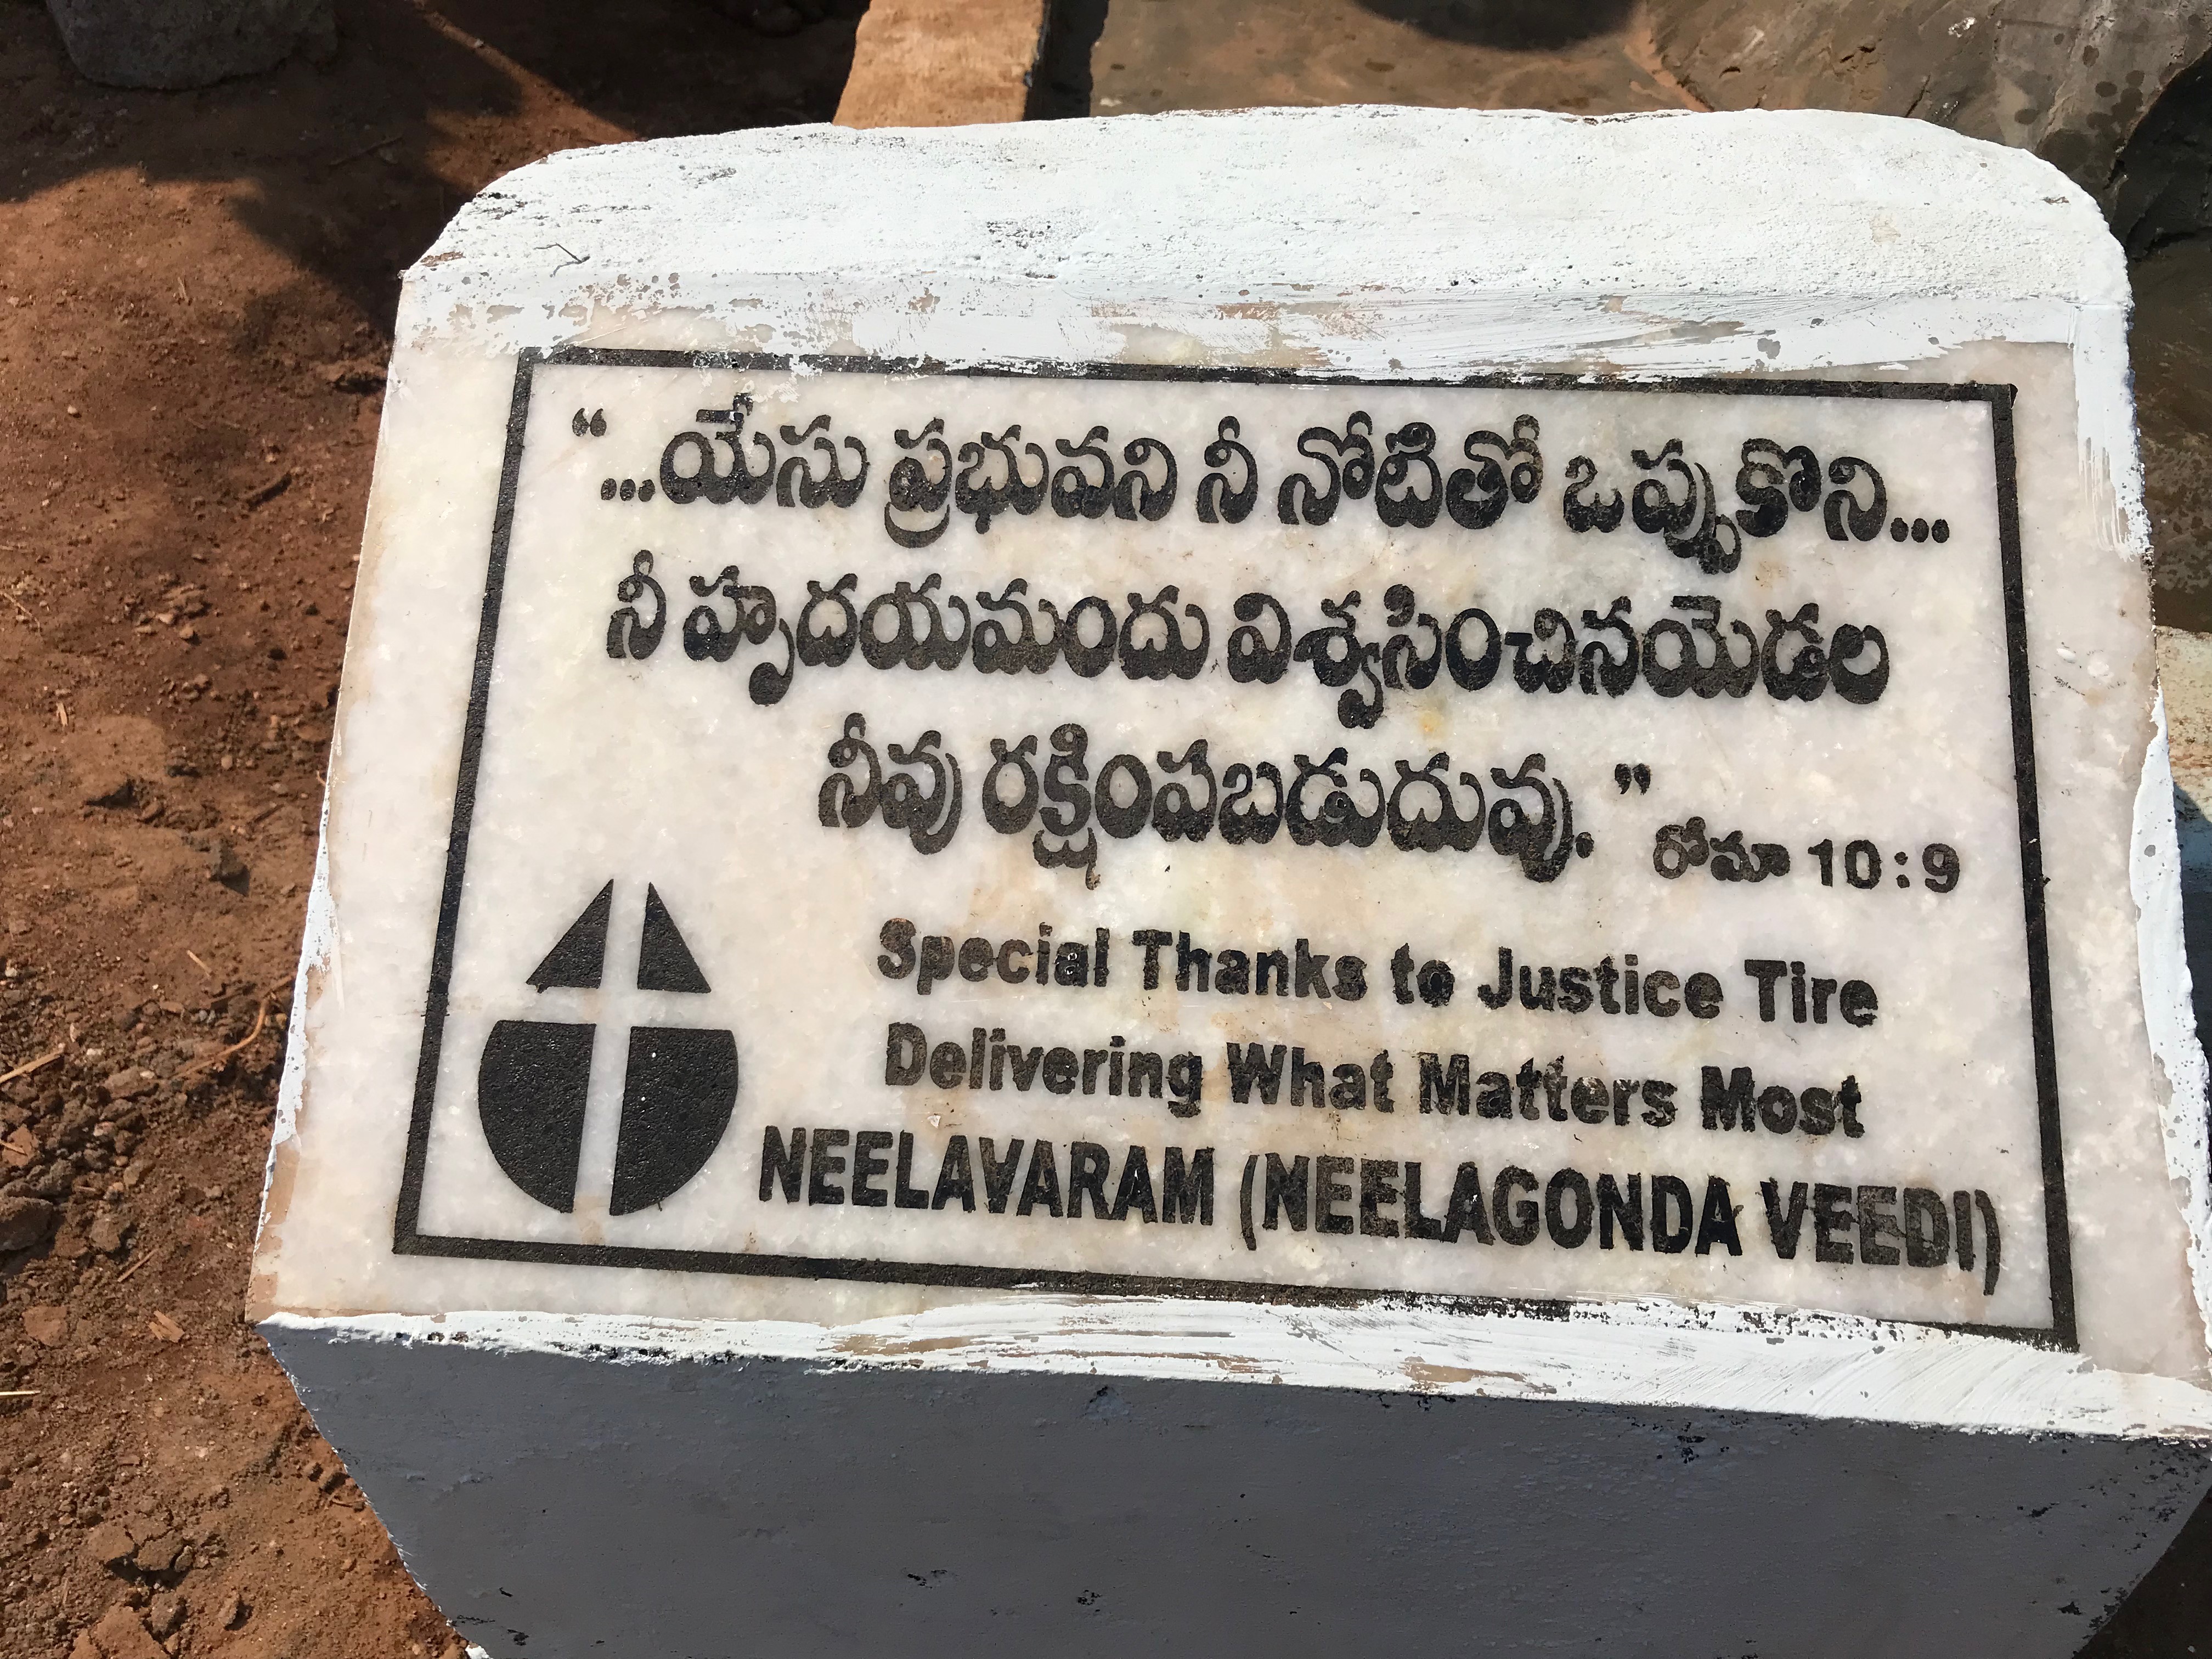 “...యేసు ప్రభువని నీ నోటితో ఒప్పుకొని...
నీ హృదయమందు విశ్వసించినయెడల
నీవు రక్షింపబడుదువు.”
రోమా 10:9
Special Thanks to Justice Tire
Delivering What Matters Most
NEELAVARAM (NEELAGONDA VEEDI)